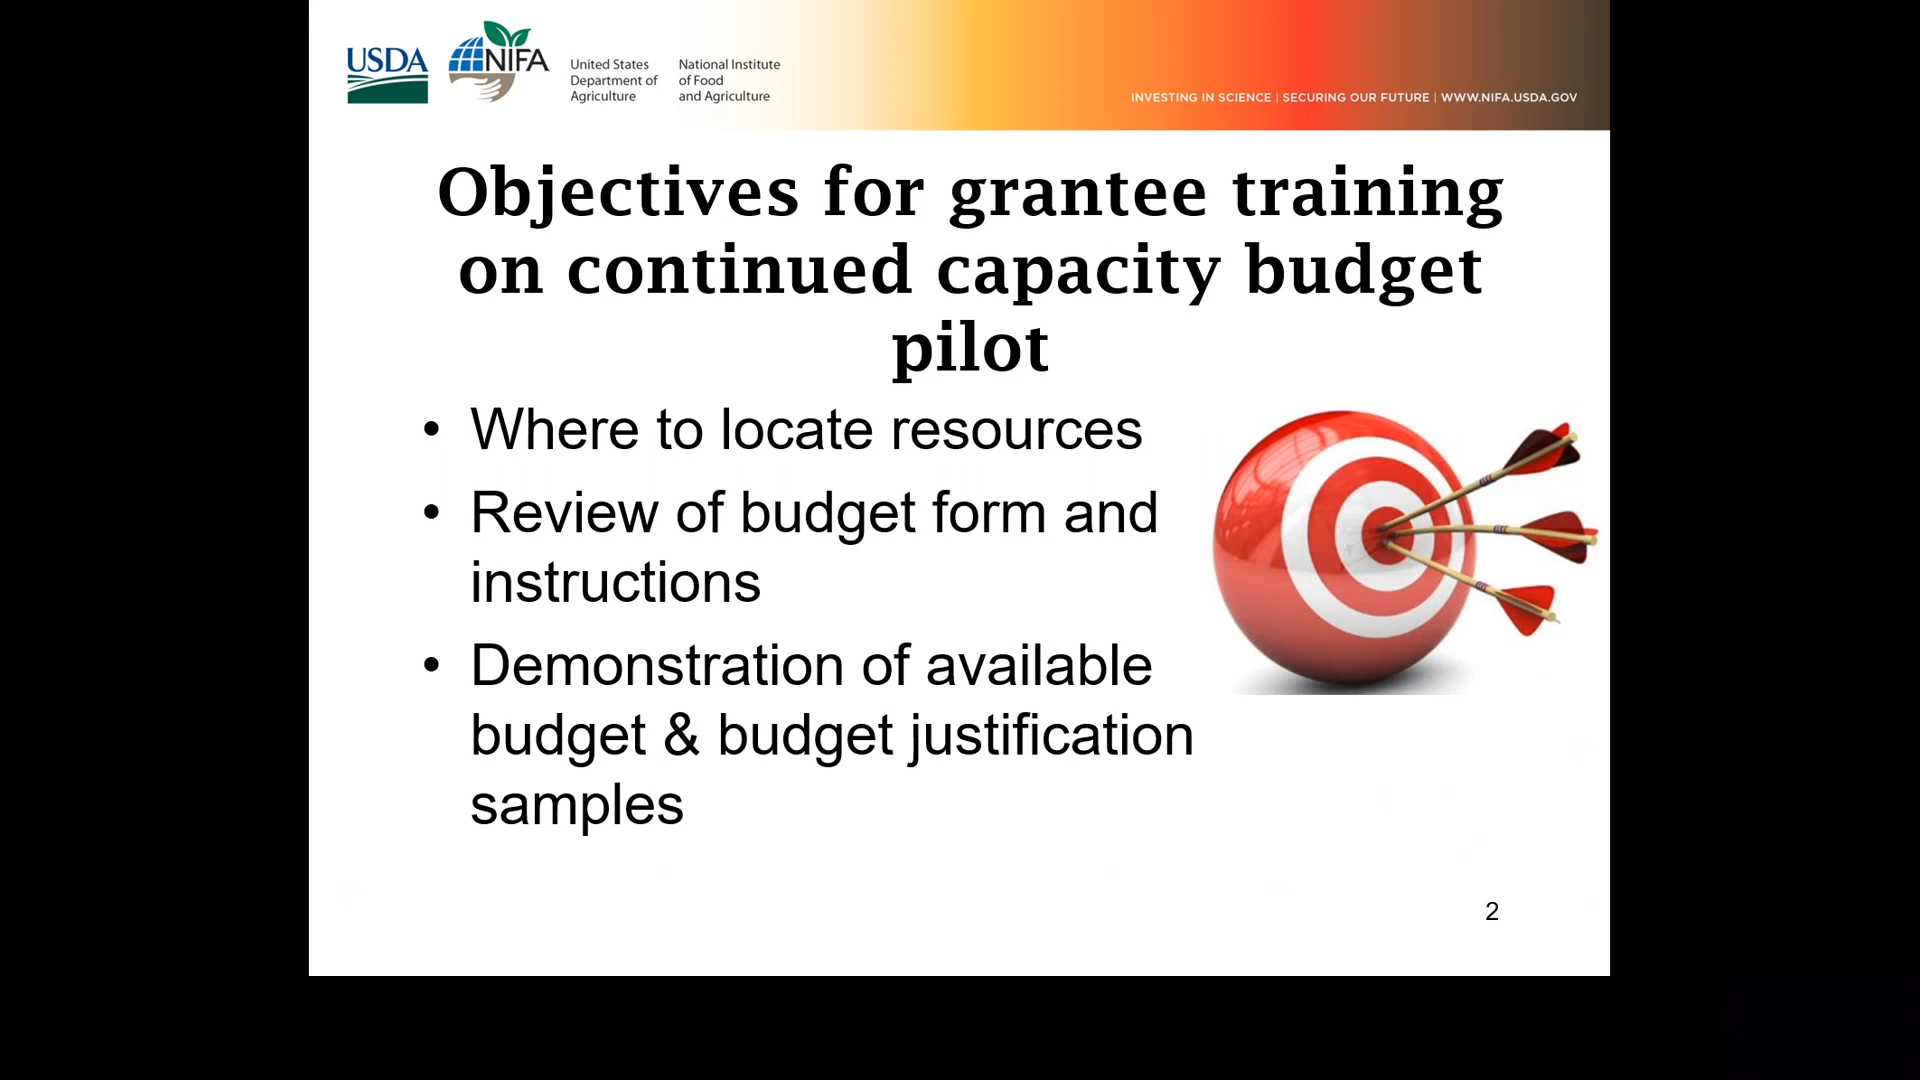 USDA
NIFA
United States
Department of
Agriculture
National Institute
of Food
and Agriculture
INVESTING IN SCIENCE | SECURING OUR FUTURE | WWW.NIFA.USDA.GOV
Objectives for grantee training
on continued capacity budget
pilot
• Where to locate resources
• Review of budget form and
instructions
• Demonstration of available
budget & budget justification
samples
2